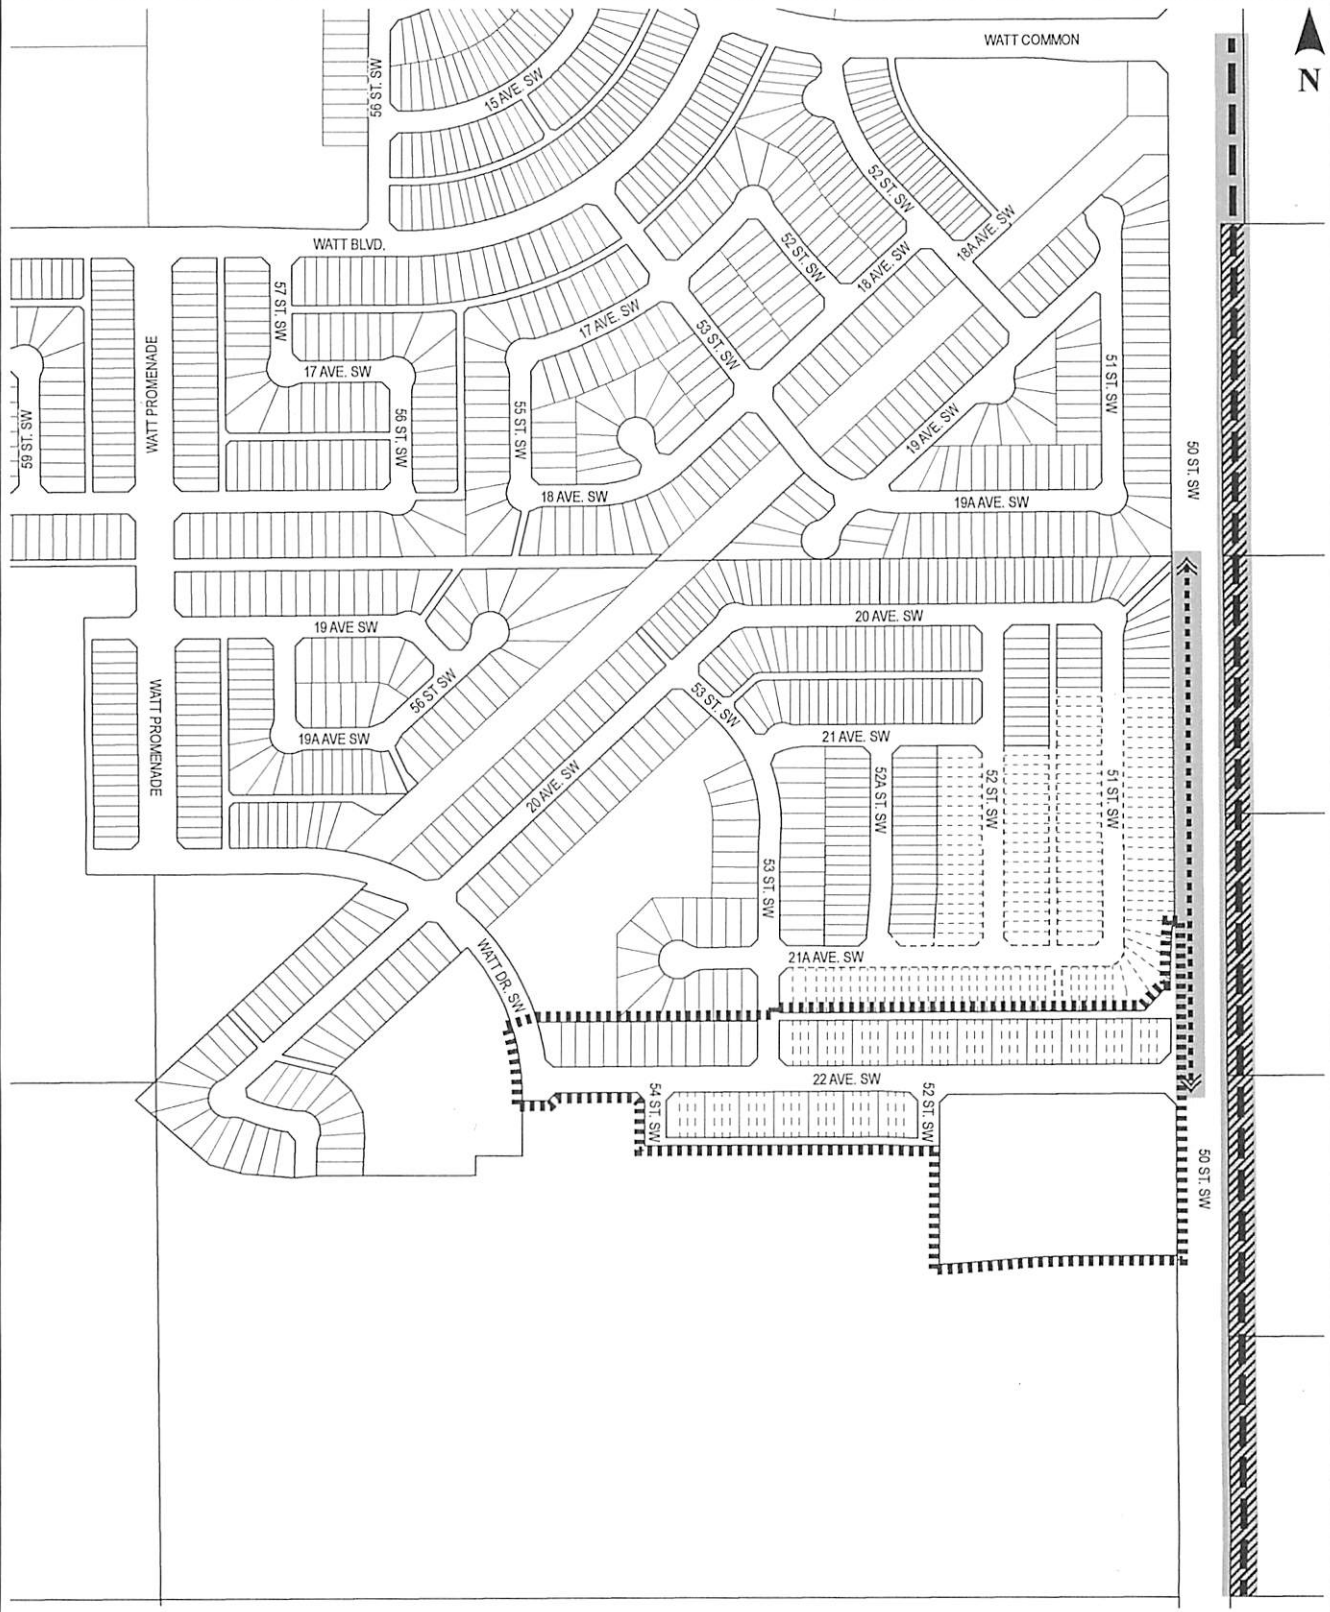 WATT COMMON
N
56 ST. SW
15 AVE. SW
52 ST. SW
18A AVE. SW
WATT BLVD.
52 ST. SW
18 AVE. SW
57 ST. SW
17 AVE. SW
53 ST. SW
WATT PROMENADE
17 AVE. SW
51 ST. SW
59 ST. SW
56 ST. SW
55 ST. SW
19 AVE. SW
50 ST. SW
18 AVE. SW
19A AVE. SW
20 AVE. SW
19 AVE SW
56 ST SW
53 ST. SW
WATT PROMENADE
19A AVE SW
21 AVE. SW
20 AVE. SW
52A ST. SW
52 ST. SW
51 ST. SW
53 ST. SW
WATT DR. SW
21A AVE. SW
22 AVE. SW
54 ST. SW
52 ST. SW
50 ST. SW